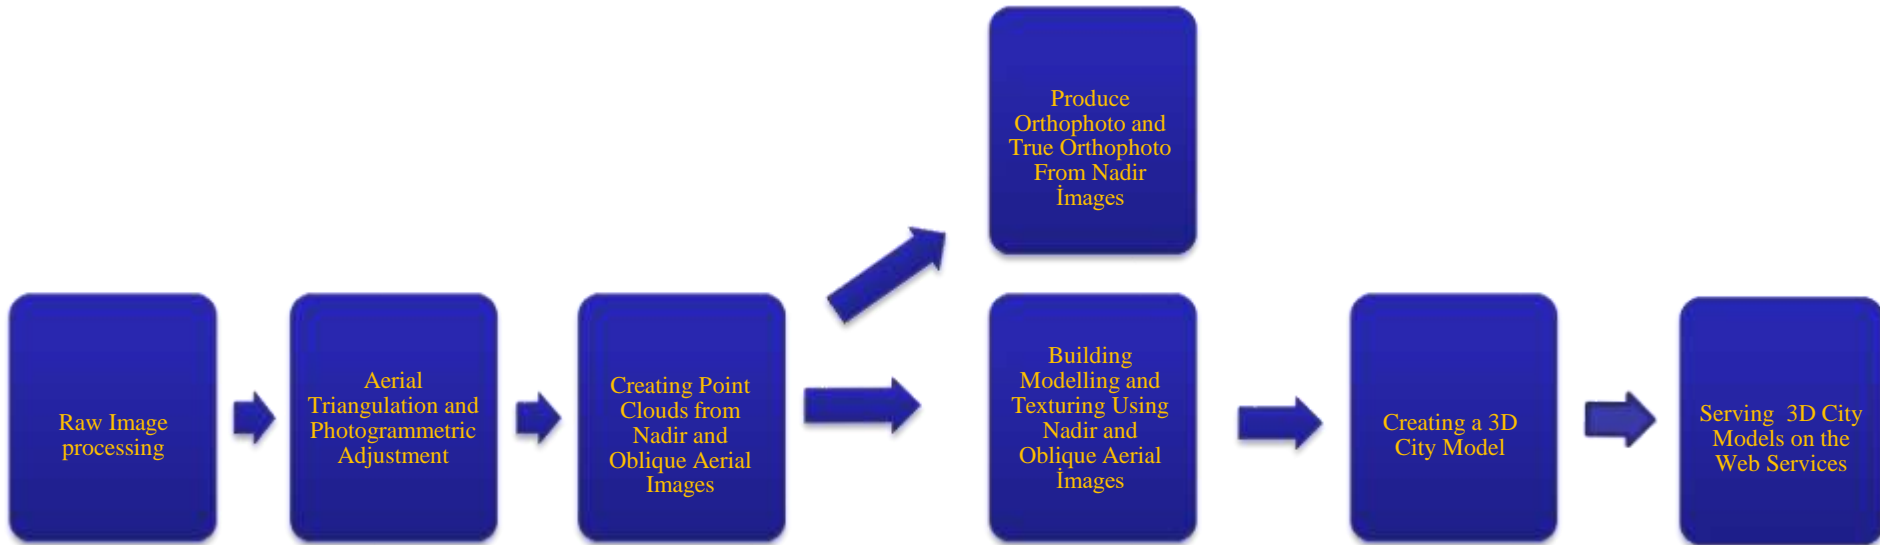 Raw Image
processing
Aerial
Triangulation and
Photogrammetric
Adjustment
Creating Point
Clouds from
Nadir and
Oblique Aerial
Images
Produce
Orthophoto and
True Orthophoto
From Nadir
İmages
Building
Modelling and
Texturing Using
Nadir and
Oblique Aerial
İmages
Creating a 3D
City Model
Serving 3D City
Models on the
Web Services